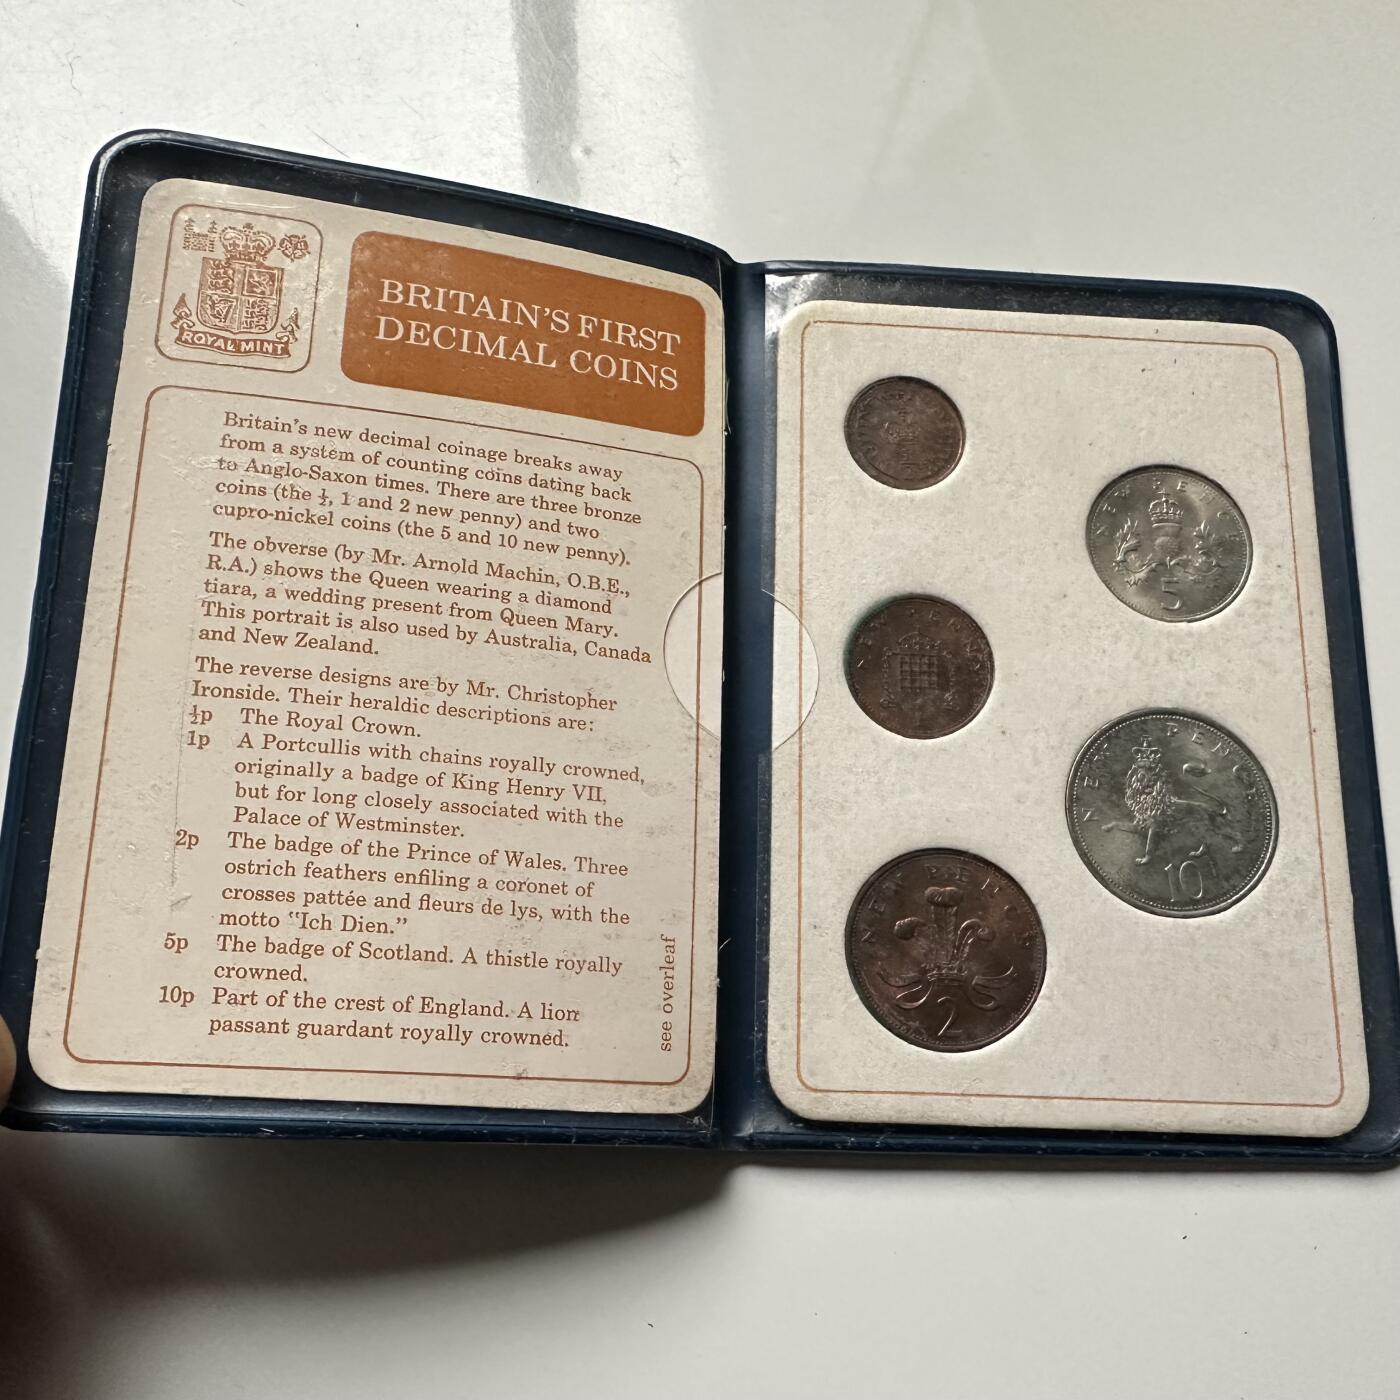 ROYAL MINT
BRITAIN'S FIRST
DECIMAL COINS
Britain's new decimal coinage breaks away
from a system of counting coins dating back
to Anglo-Saxon times. There are three bronze
coins (the ½, 1 and 2 new penny) and two
cupro-nickel coins (the 5 and 10 new penny).
The obverse (by Mr. Arnold Machin, O.B.E.,
R.A.) shows the Queen wearing a diamond
tiara, a wedding present from Queen Mary.
This portrait is also used by Australia, Canada
and New Zealand.
The reverse designs are by Mr. Christopher
Ironside. Their heraldic descriptions are:
½p The Royal Crown.
1p A Portcullis with chains royally crowned,
originally a badge of King Henry VII,
but for long closely associated with the
Palace of Westminster.
2p The badge of the Prince of Wales. Three
ostrich feathers enfiling a coronet of
crosses pattée and fleurs de lys, with the
motto "Ich Dien."
5p The badge of Scotland. A thistle royally
crowned.
10p Part of the crest of England. A lion
passant guardant royally crowned.
see overleaf
NEW PENCE
5
NEW PENNY
NEW PENCE
10
NEW PENCE
2